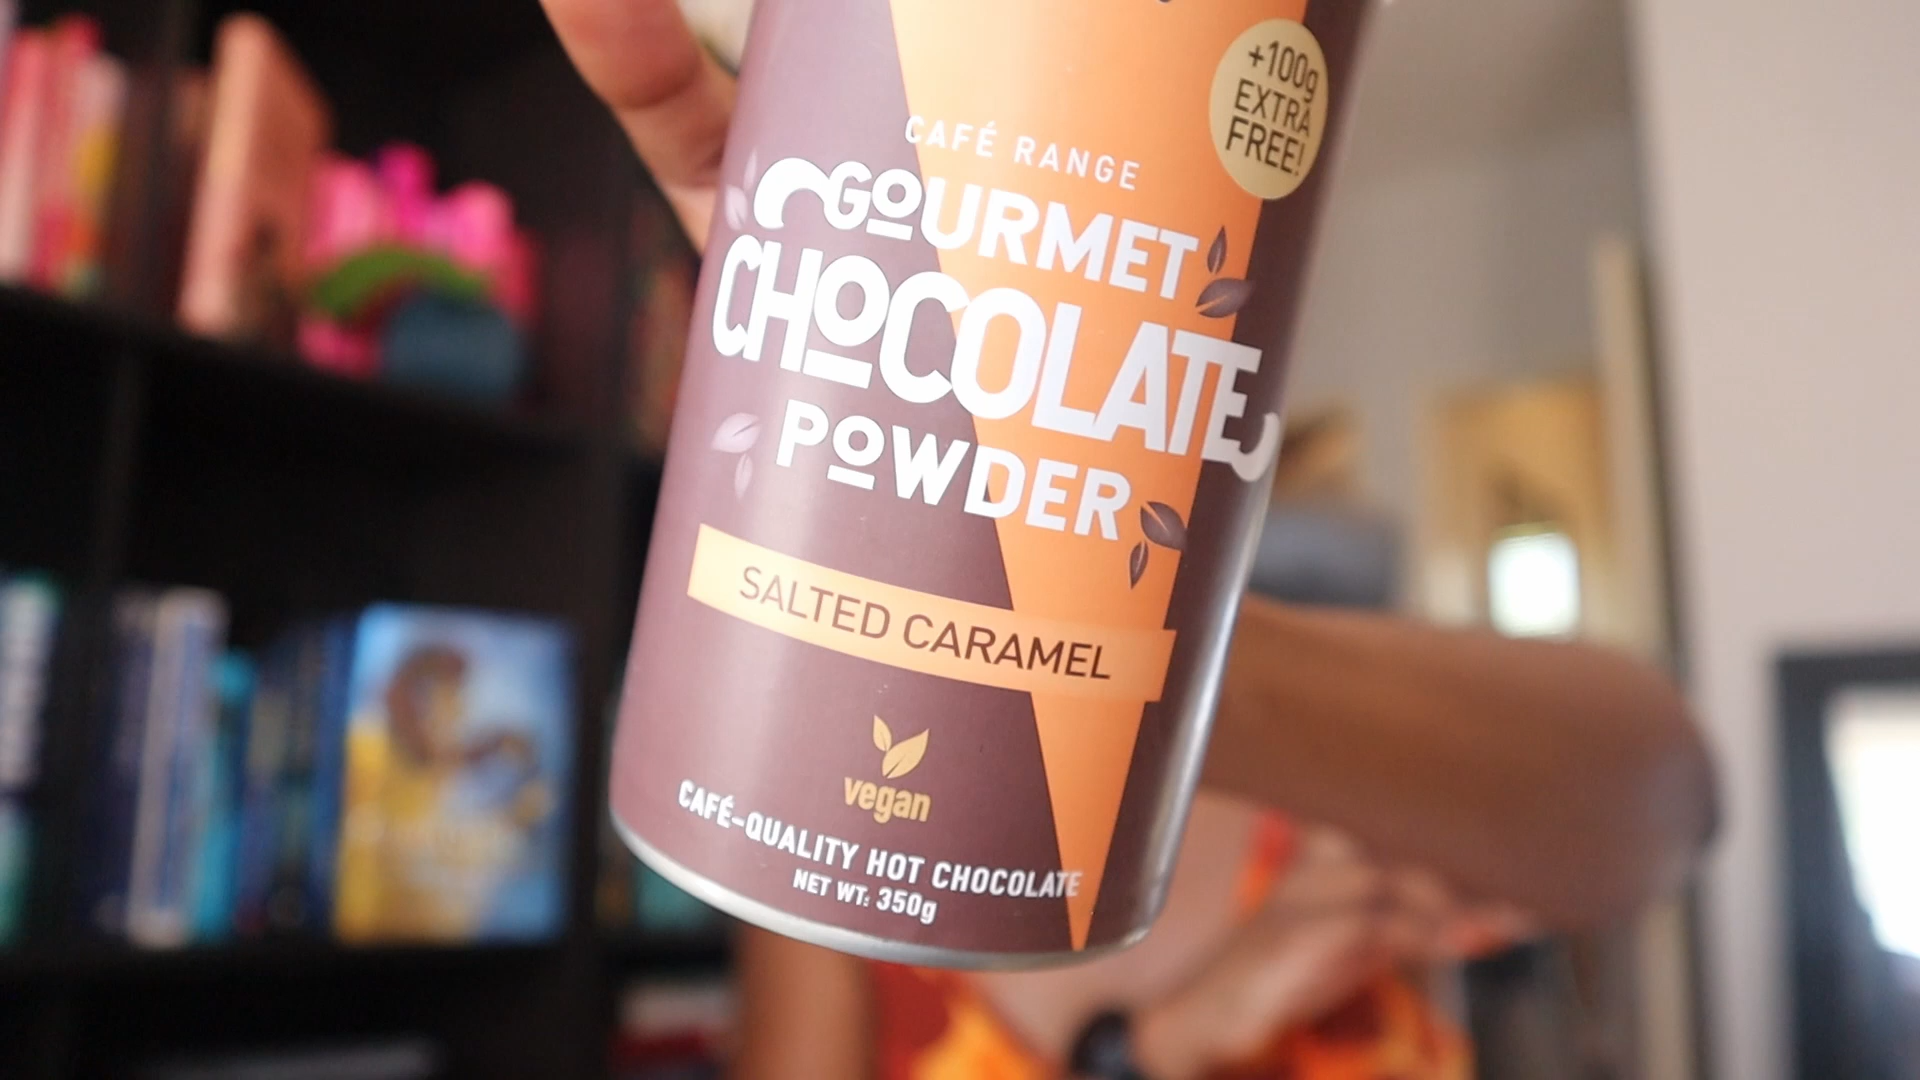 +100g
EXTRA
FREE!
CAFÉ RANGE
GOURMET
CHOCOLATE
POWDER
SALTED CARAMEL
vegan
CAFÉ-QUALITY HOT CHOCOLATE
NET WT: 350g